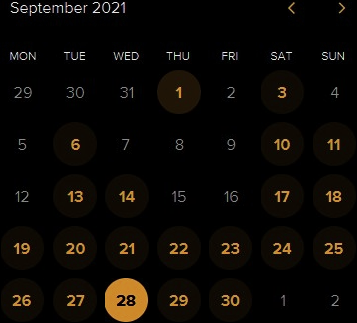 September 2021
MON TUE WED THU FRI SAT SUN
29 30 31 1 2 3 4
5 6 7 8 9 10 11
12 13 14 15 16 17 18
19 20 21 22 23 24 25
26 27 28 29 30 1 2